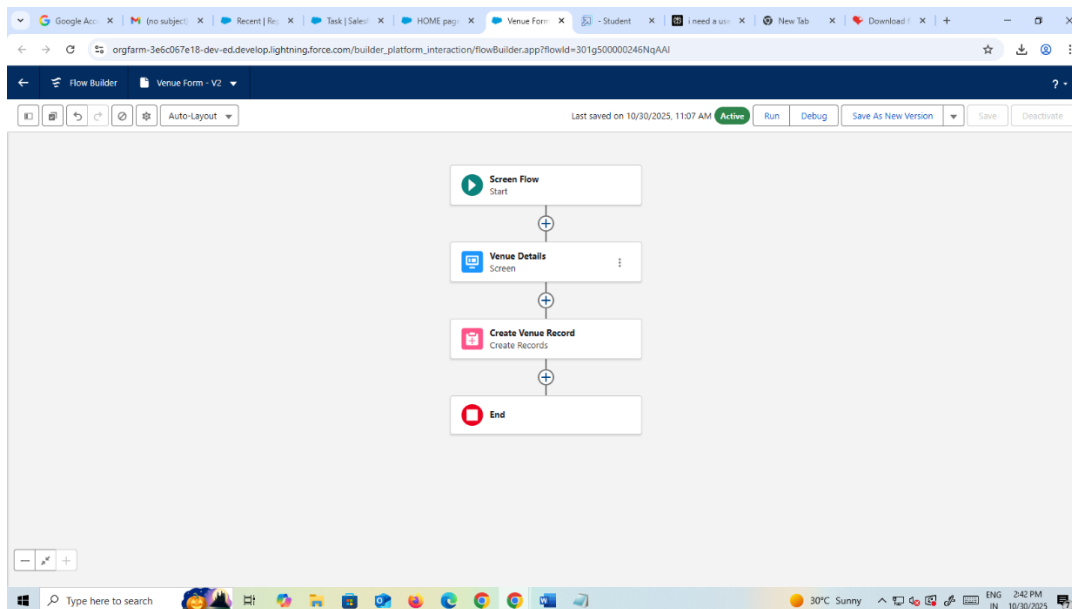 Google Acc
(no subject)
Recent | Re
Task | Salesf
HOME page
Venue Form
- Student
i need a use
New Tab
Download
orgfarm-3e6c067e18-dev-ed.develop.lightning.force.com/builder_platform_interaction/flowBuilder.app?flowId=301g500000246NqAAI
Flow Builder
Venue Form - V2
?
Auto-Layout
Last saved on 10/30/2025, 11:07 AM
Active
Run
Debug
Save As New Version
Save
Deactivate
Screen Flow
Start
Venue Details
Screen
Create Venue Record
Create Records
End
Type here to search
30°C Sunny
ENG
IN
2:42 PM
10/30/2025